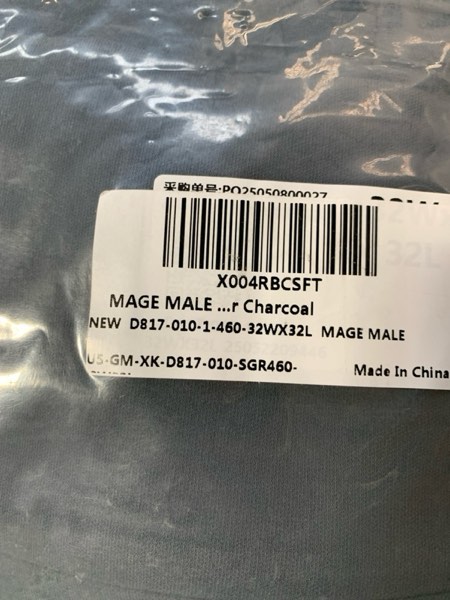 采购单号:PO25050800027
X004RBCSFT
MAGE MALE ...r Charcoal
NEW D817-010-1-460-32WX32L MAGE MALE
US-GM-XK-D817-010-SGR460-
Made In China
32L